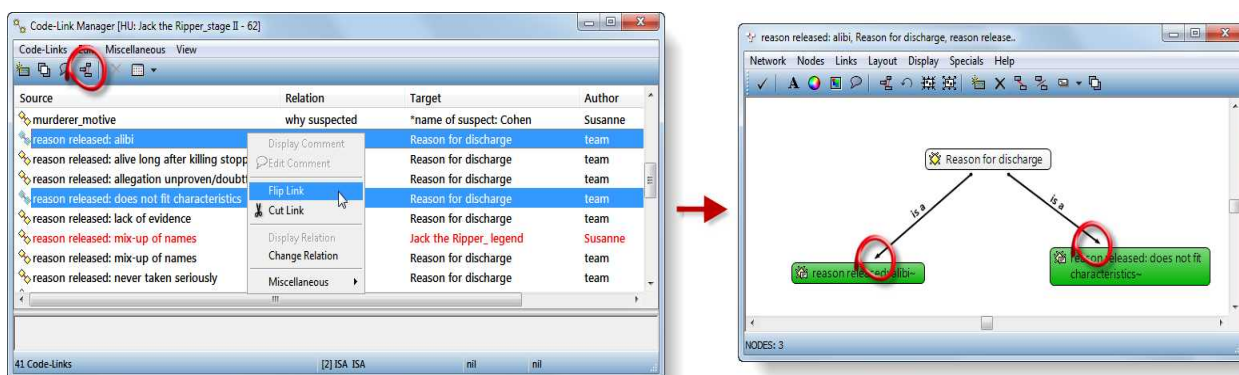 Code-Link Manager [HU: Jack the Ripper_stage II - 62]
Code-Links Edit Miscellaneous View
Source Relation Target Author
murderer_motive why suspected *name of suspect: Cohen Susanne
reason released: alibi Reason for discharge team
reason released: alive long after killing stopp Reason for discharge team
reason released: allegation unproven/doubt Reason for discharge team
reason released: does not fit characteristics Reason for discharge team
reason released: lack of evidence Reason for discharge team
reason released: mix-up of names Jack the Ripper_ legend Susanne
reason released: mix-up of names Reason for discharge team
reason released: never taken seriously Reason for discharge team
Display Comment
Edit Comment
Flip Link
Cut Link
Display Relation
Change Relation
Miscellaneous
41 Code-Links [2] ISA ISA nil nil
reason released: alibi, Reason for discharge, reason release..
Network Nodes Links Layout Display Specials Help
Reason for discharge
is a
is a
reason released: alibi~
reason released: does not fit
characteristics~
NODES: 3